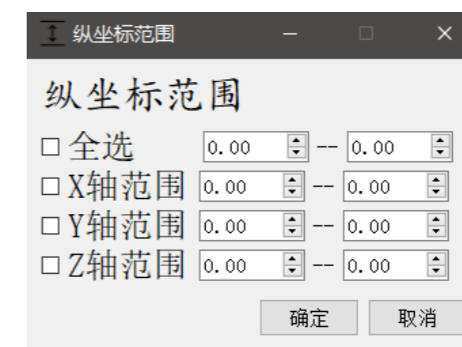 纵坐标范围
纵坐标范围
全选 0.00 -- 0.00
X轴范围 0.00 -- 0.00
Y轴范围 0.00 -- 0.00
Z轴范围 0.00 -- 0.00
确定 取消